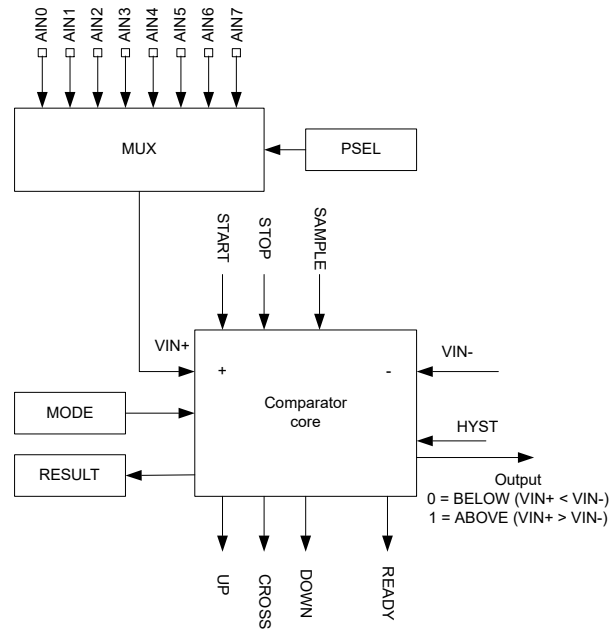 AIN0
AIN1
AIN2
AIN3
AIN4
AIN5
AIN6
AIN7
MUX
PSEL
START
STOP
SAMPLE
VIN+
VIN-
+
-
MODE
Comparator
core
HYST
RESULT
Output
0 = BELOW (VIN+ < VIN-)
1 = ABOVE (VIN+ > VIN-)
UP
CROSS
DOWN
READY